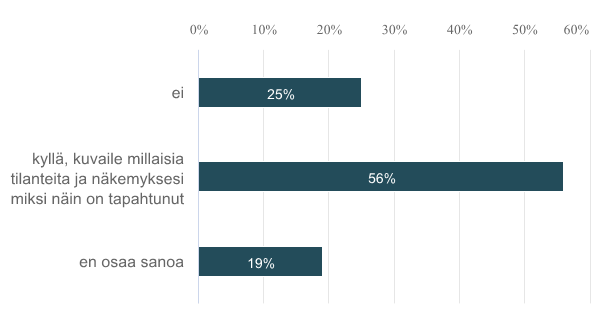 0% 10% 20% 30% 40% 50% 60%
ei
25%
kyllä, kuvaile millaisia
tilanteita ja näkemyksesi
miksi näin on tapahtunut
56%
en osaa sanoa
19%